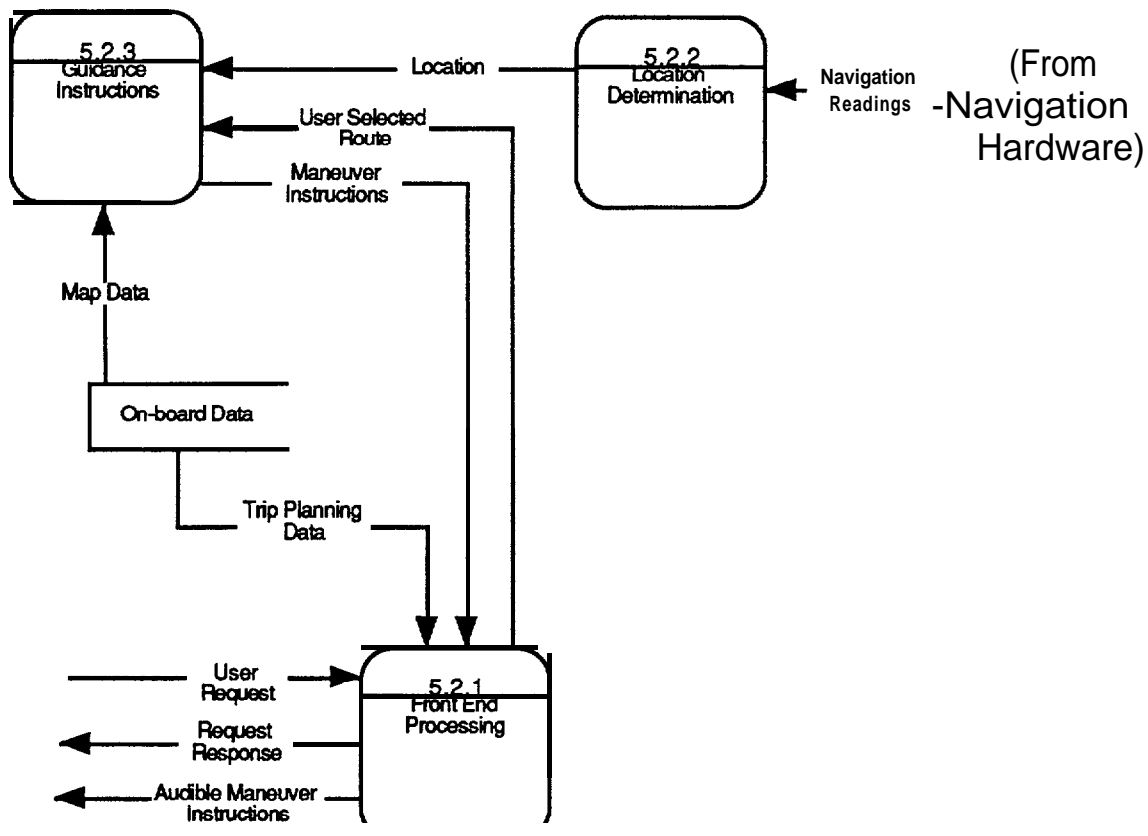 5.2.3
Guidance
Instructions
Location
5.2.2
Location
Determination
Navigation
Readings
(From
-Navigation
Hardware)
User Selected
Route
Maneuver
Instructions
Map Data
On-board Data
Trip Planning
Data
User
Request
5.2.1
Front End
Processing
Request
Response
Audible Maneuver
Instructions